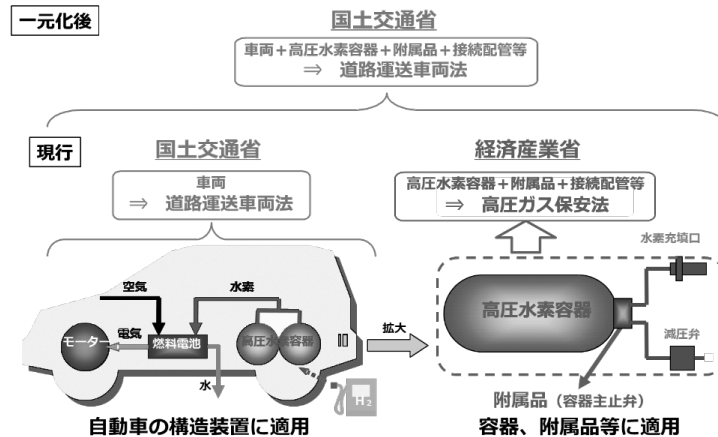 一元化後
国土交通省
車両+高圧水素容器+附属品+接続配管等
⇒ 道路運送車両法
現行
国土交通省
車両
⇒ 道路運送車両法
経済産業省
高圧水素容器+附属品+接続配管等
⇒ 高圧ガス保安法
水素充填口
空気
水素
高圧水素容器
モーター
電気
燃料電池
高圧水素容器
拡大
減圧弁
水
H2
附属品(容器主止弁)
自動車の構造装置に適用
容器、附属品等に適用